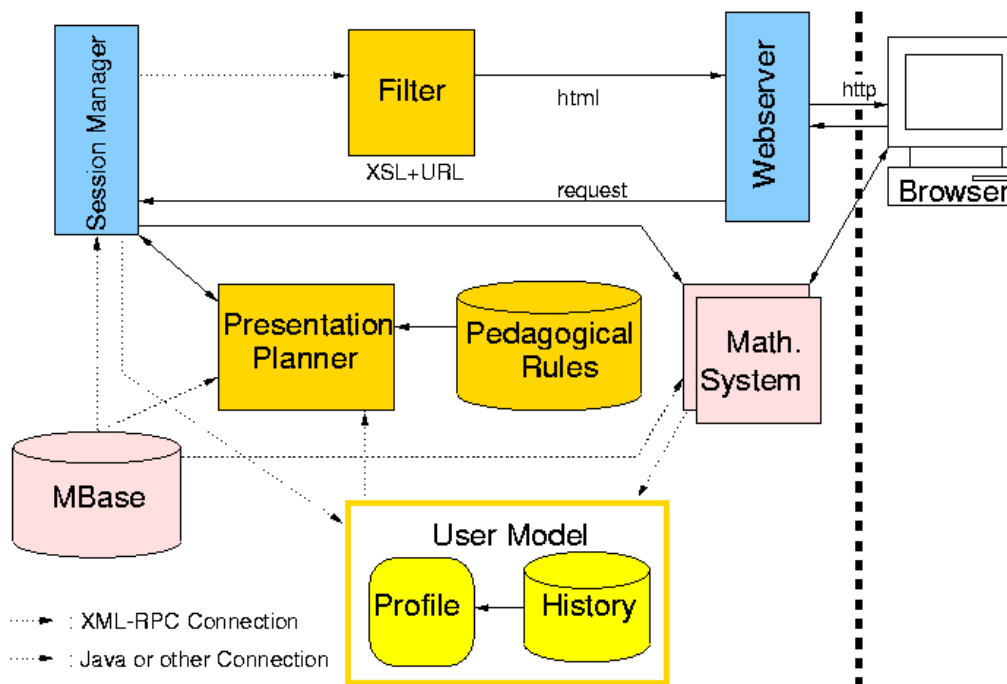 Session Manager
Filter
XSL+URL
html
request
Webserver
http
Browser
Presentation
Planner
Pedagogical
Rules
Math.
System
MBase
User Model
Profile
History
: XML-RPC Connection
: Java or other Connection